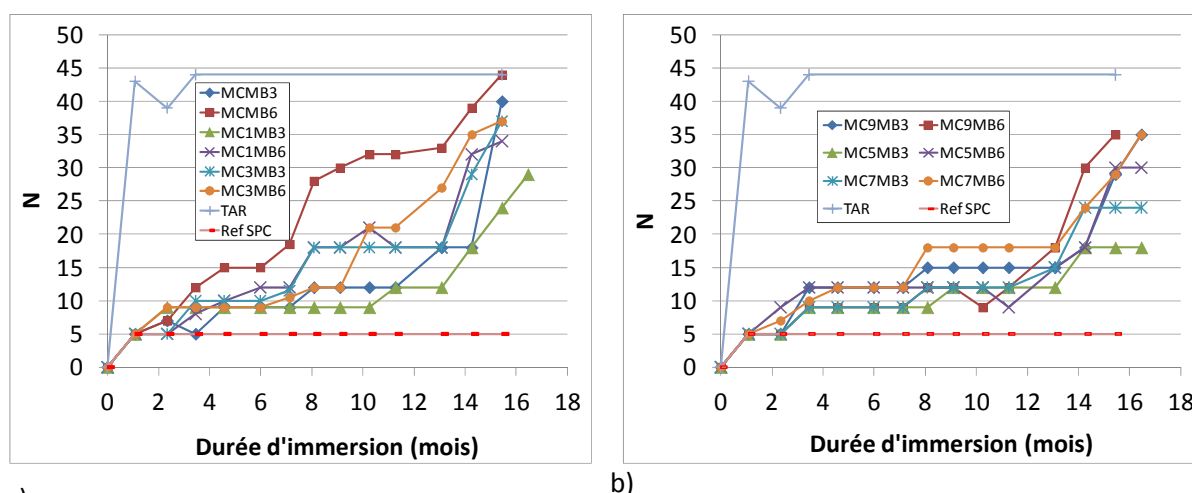 50
45
40
35
30
25
20
15
10
5
0
N
MCMB3
MCMB6
MC1MB3
MC1MB6
MC3MB3
MC3MB6
TAR
Ref SPC
0 2 4 6 8 10 12 14 16 18
Durée d'immersion (mois)
50
45
40
35
30
25
20
15
10
5
0
N
MC9MB3 MC9MB6
MC5MB3 MC5MB6
MC7MB3 MC7MB6
TAR Ref SPC
0 2 4 6 8 10 12 14 16 18
Durée d'immersion (mois)
b)